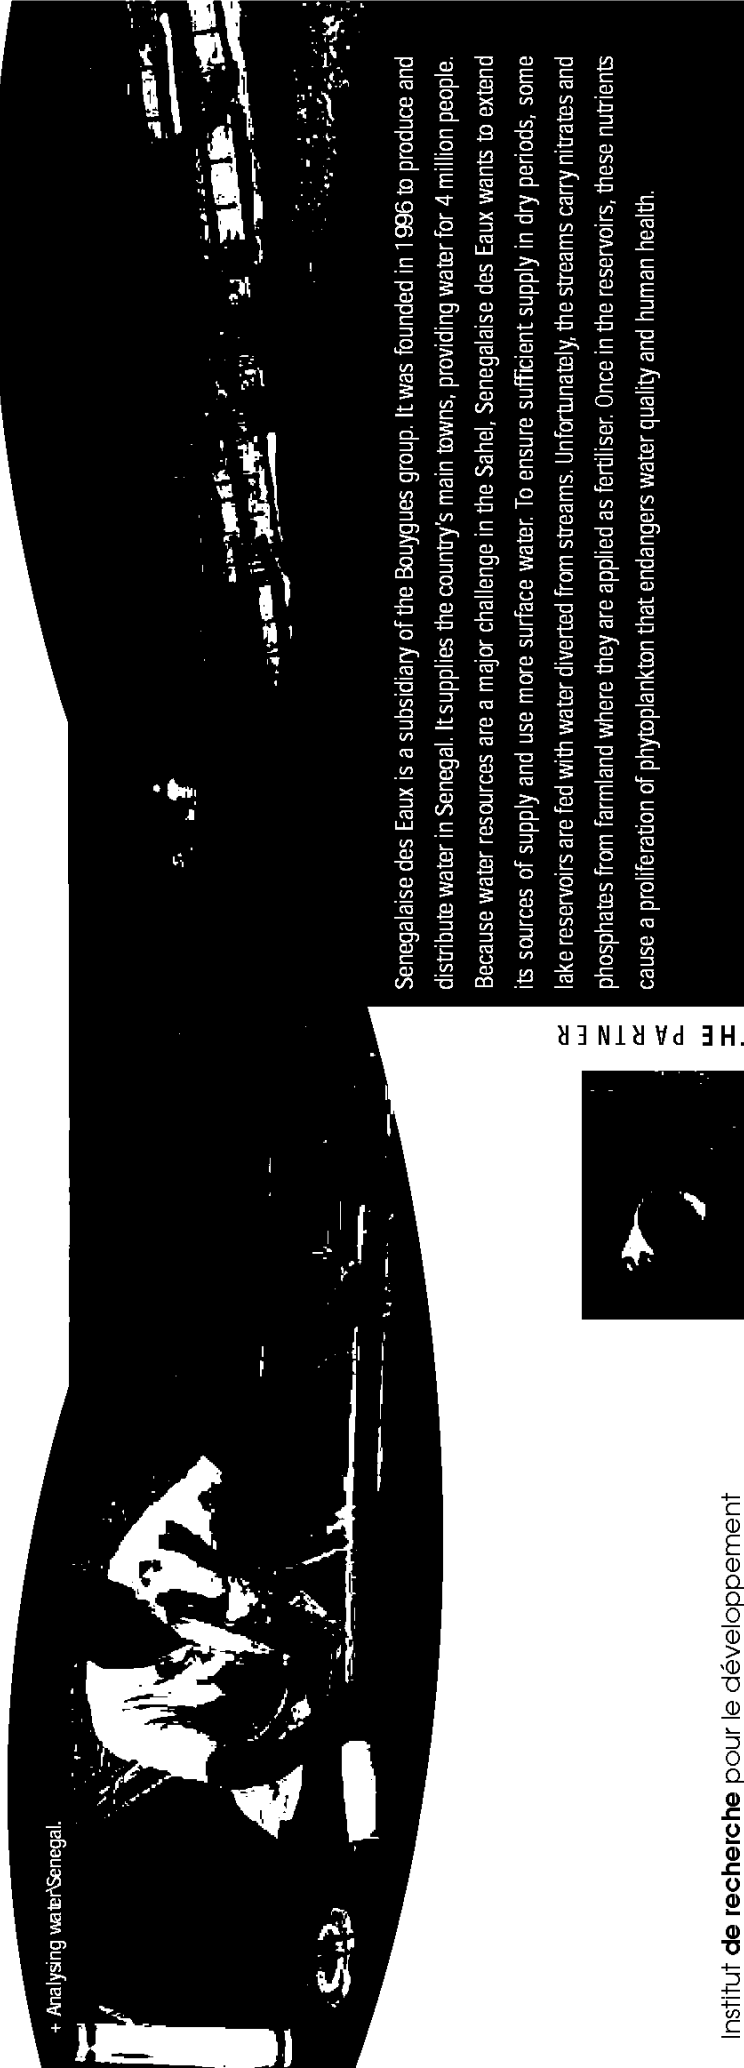 + Analysing water\Senegal.
Senegalaise des Eaux is a subsidiary of the Bouygues group. It was founded in 1996 to produce and
distribute water in Senegal. It supplies the country's main towns, providing water for 4 million people.
Because water resources are a major challenge in the Sahel, Senegalaise des Eaux wants to extend
its sources of supply and use more surface water. To ensure sufficient supply in dry periods, some
lake reservoirs are fed with water diverted from streams. Unfortunately, the streams carry nitrates and
phosphates from farmland where they are applied as fertiliser. Once in the reservoirs, these nutrients
cause a proliferation of phytoplankton that endangers water quality and human health.
HE PARTNER
Institut de recherche pour le développement